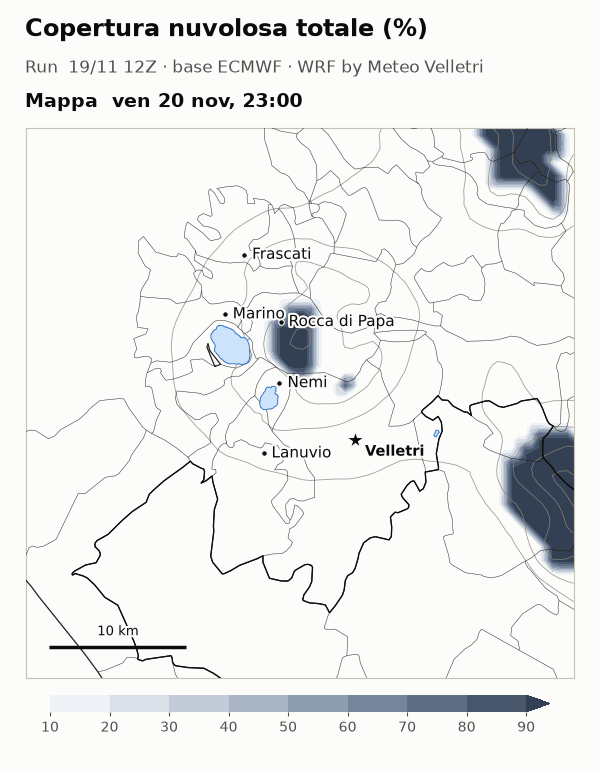 Copertura nuvolosa totale (%)
Run  19/11 12Z · base ECMWF · WRF by Meteo Velletri
Mappa  ven 20 nov, 23:00
Frascati
Marino
Rocca di Papa
Nemi
Velletri
Lanuvio
10 km
10 20 30 40 50 60 70 80 90